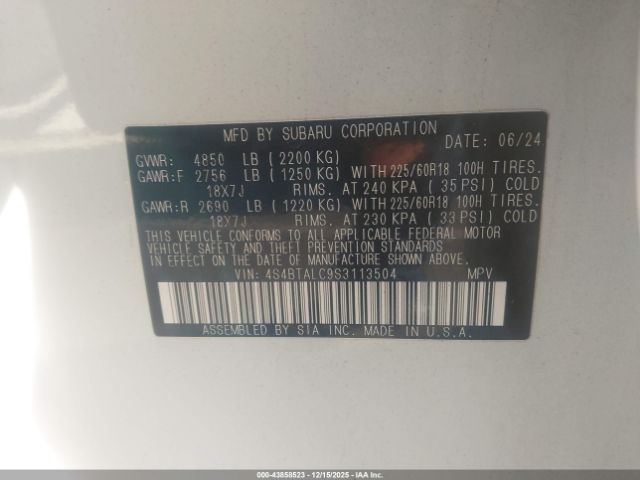 MFD BY SUBARU CORPORATION DATE: 06/24
GVWR: 4850 LB (2200 KG)
GAWR:F 2756 LB (1250 KG) WITH 225/60R18 100H TIRES.
18X7J RIMS. AT 240 KPA (35 PSI) COLD
GAWR:R 2690 LB (1220 KG) WITH 225/60R18 100H TIRES.
18X7J RIMS. AT 230 KPA (33 PSI) COLD
THIS VEHICLE CONFORMS TO ALL APPLICABLE FEDERAL MOTOR
VEHICLE SAFETY AND THEFT PREVENTION STANDARDS
IN EFFECT ON THE DATE OF MANUFACTURE SHOWN ABOVE.
VIN: 4S4BTALC9S3113504 MPV
ASSEMBLED BY SIA INC. MADE IN U.S.A.
000-43858523 - 12/15/2025 - COPART